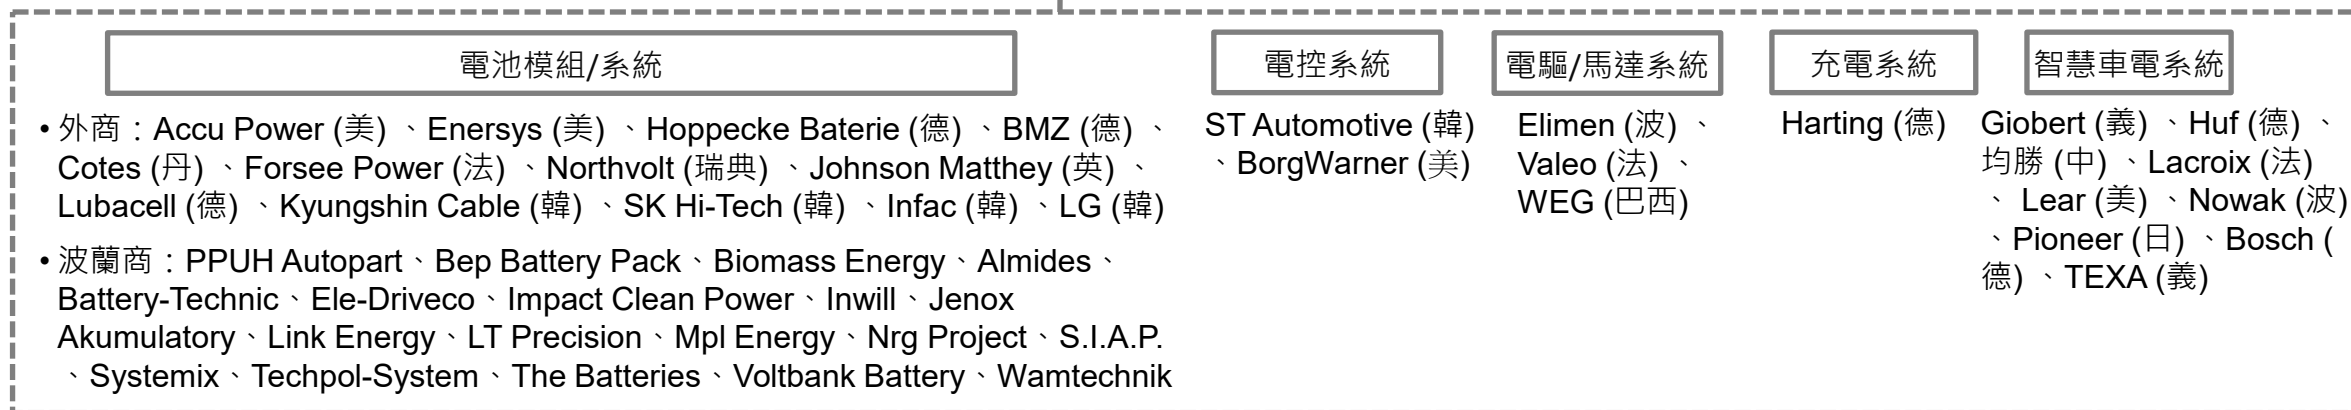 電池模組/系統
• 外商：Accu Power (美) 、Enersys (美) 、Hoppecke Baterie (德) 、BMZ (德) 、
Cotes (丹) 、Forsee Power (法) 、Northvolt (瑞典) 、Johnson Matthey (英) 、
Lubacell (德) 、Kyungshin Cable (韓) 、SK Hi-Tech (韓) 、Infac (韓) 、LG (韓)
• 波蘭商：PPUH Autopart、Bep Battery Pack、Biomass Energy、Almides、
Battery-Technic、Ele-Driveco、Impact Clean Power、Inwill、Jenox
Akumulatory、Link Energy、LT Precision、Mpl Energy、Nrg Project、S.I.A.P.
、Systemix、Techpol-System、The Batteries、Voltbank Battery、Wamtechnik
電控系統
ST Automotive (韓)
、BorgWarner (美)
電驅/馬達系統
Elimen (波) 、
Valeo (法) 、
WEG (巴西)
充電系統
Harting (德)
智慧車電系統
Giobert (義) 、Huf (德) 、
均勝 (中) 、Lacroix (法)
、 Lear (美) 、Nowak (波)
、Pioneer (日) 、Bosch (
德) 、TEXA (義)